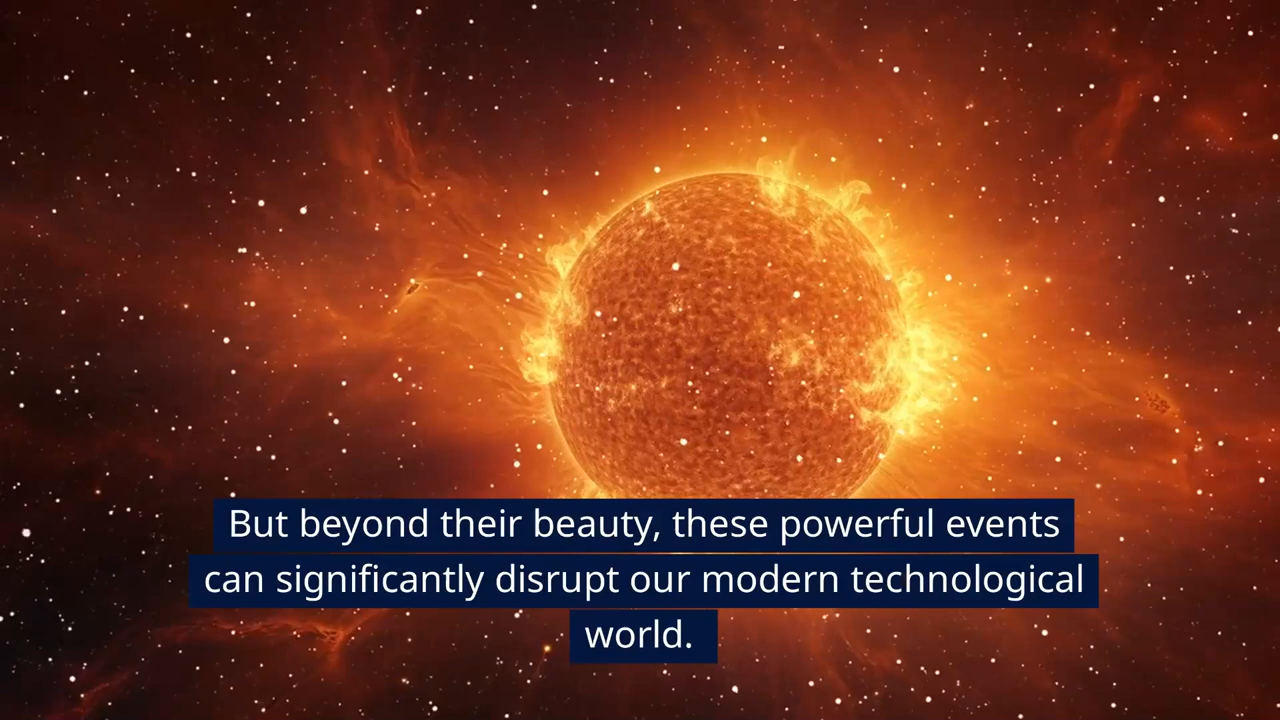 But beyond their beauty, these powerful events
can significantly disrupt our modern technological
world.